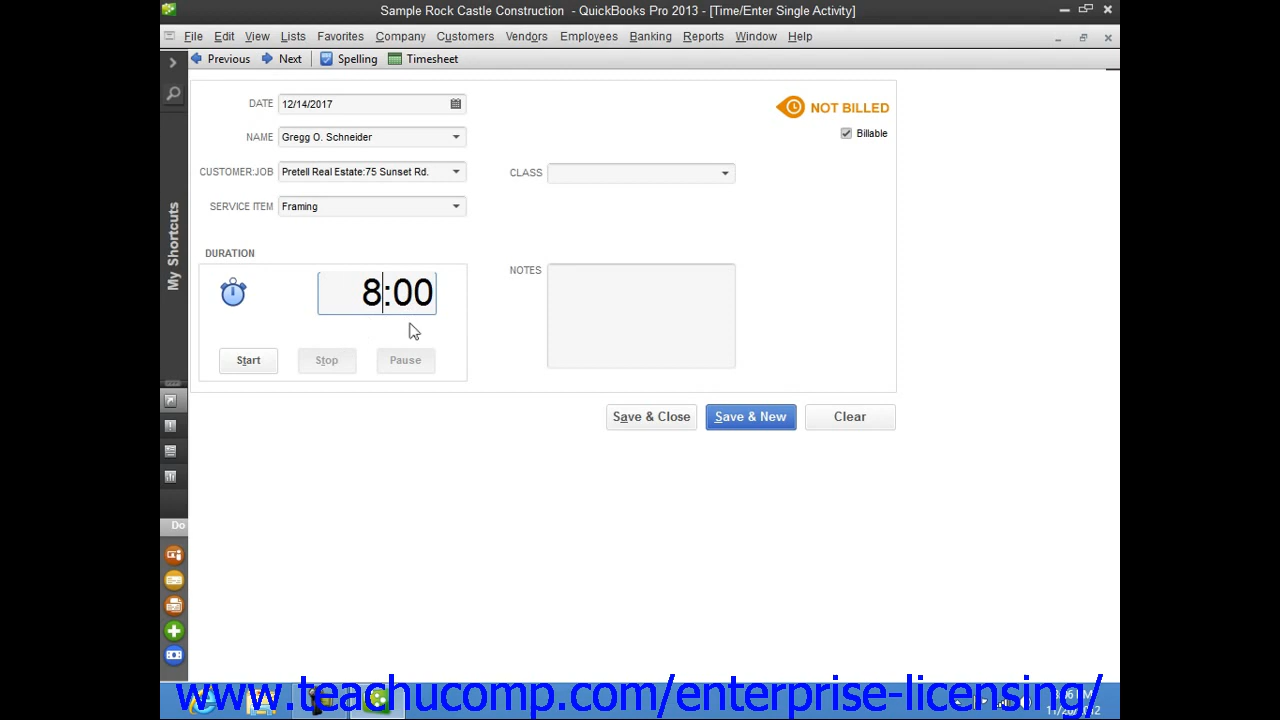 Sample Rock Castle Construction - QuickBooks Pro 2013 - [Time/Enter Single Activity]
File Edit View Lists Favorites Company Customers Vendors Employees Banking Reports Window Help
Previous Next Spelling Timesheet
DATE 12/14/2017
NOT BILLED
NAME Gregg O. Schneider
Billable
CUSTOMER:JOB Pretell Real Estate:75 Sunset Rd.
CLASS
SERVICE ITEM Framing
My Shortcuts
DURATION
NOTES
8:00
Start Stop Pause
Save & Close Save & New Clear
Do
www.teachucomp.com/enterprise-licensing/